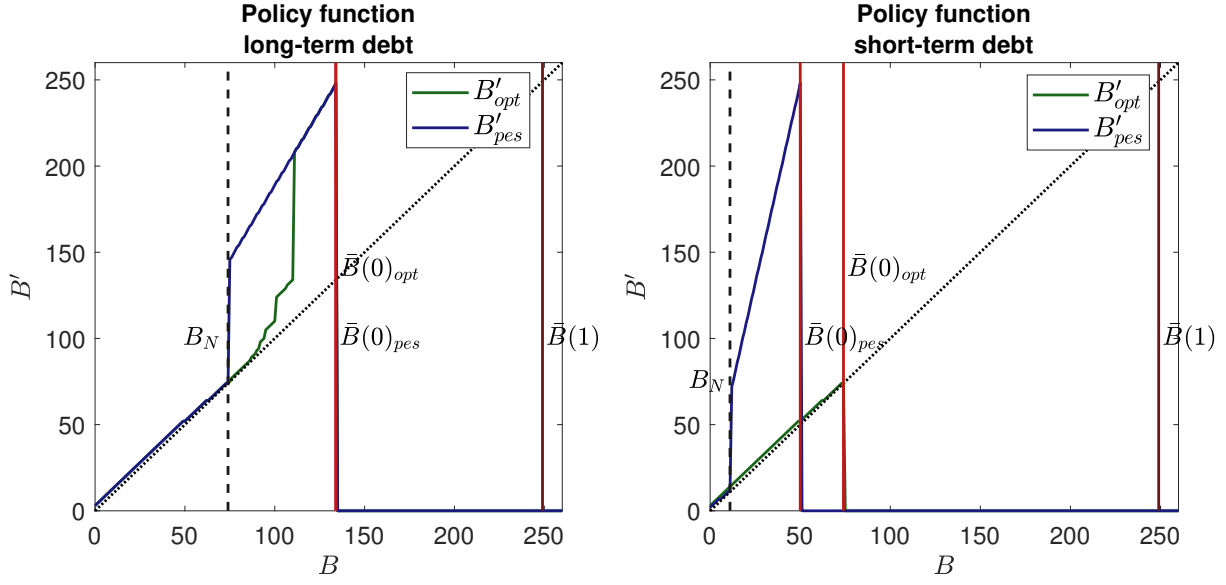 Policy function
long-term debt
B'
250
200
150
100
50
0
0
50
100
150
200
250
B
B'opt
B'pes
B_N
B̄(0)opt
B̄(0)pes
B̄(1)
Policy function
short-term debt
B'
250
200
150
100
50
0
0
50
100
150
200
250
B
B'opt
B'pes
B̄(0)opt
B̄(0)pes
B̄(1)
B_N